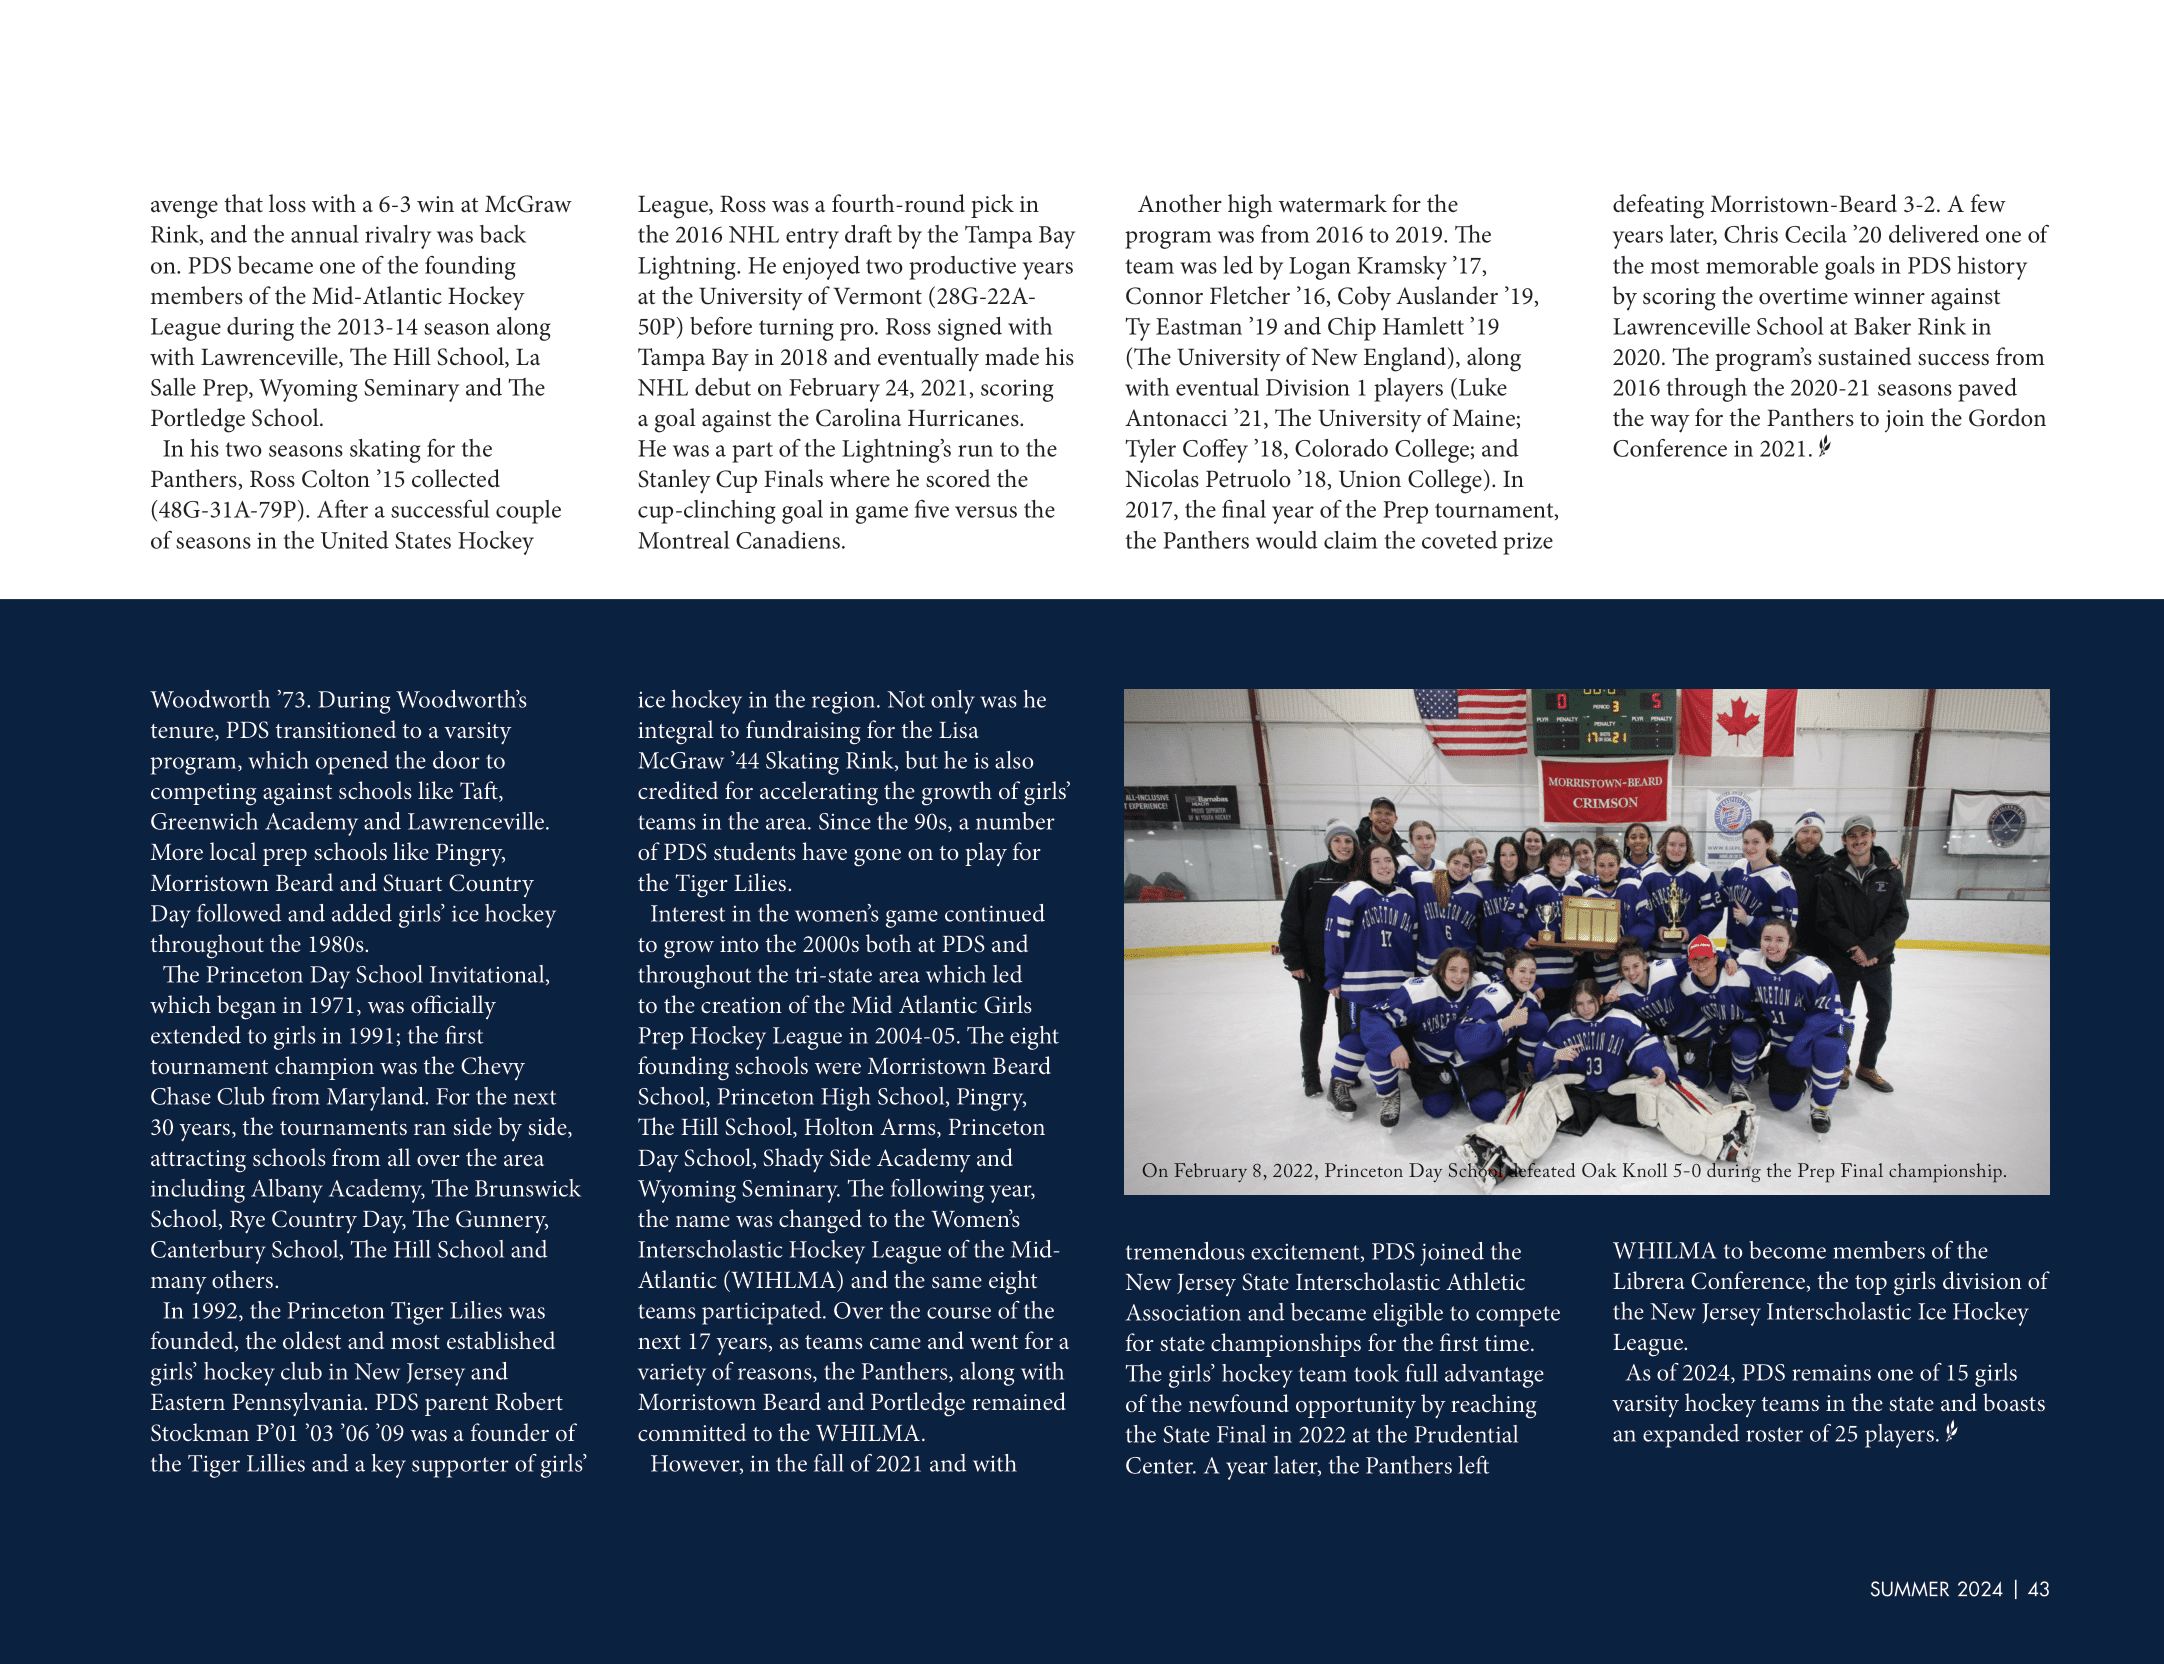 avenge that loss with a 6-3 win at McGraw
Rink, and the annual rivalry was back
on. PDS became one of the founding
members of the Mid-Atlantic Hockey
League during the 2013-14 season along
with Lawrenceville, The Hill School, La
Salle Prep, Wyoming Seminary and The
Portledge School.
In his two seasons skating for the
Panthers, Ross Colton ’15 collected
(48G-31A-79P). After a successful couple
of seasons in the United States Hockey
League, Ross was a fourth-round pick in
the 2016 NHL entry draft by the Tampa Bay
Lightning. He enjoyed two productive years
at the University of Vermont (28G-22A-
50P) before turning pro. Ross signed with
Tampa Bay in 2018 and eventually made his
NHL debut on February 24, 2021, scoring
a goal against the Carolina Hurricanes.
He was a part of the Lightning’s run to the
Stanley Cup Finals where he scored the
cup-clinching goal in game five versus the
Montreal Canadiens.
Another high watermark for the
program was from 2016 to 2019. The
team was led by Logan Kramsky ’17,
Connor Fletcher ’16, Coby Auslander ’19,
Ty Eastman ’19 and Chip Hamlett ’19
(The University of New England), along
with eventual Division 1 players (Luke
Antonacci ’21, The University of Maine;
Tyler Coffey ’18, Colorado College; and
Nicolas Petruolo ’18, Union College). In
2017, the final year of the Prep tournament,
the Panthers would claim the coveted prize
defeating Morristown-Beard 3-2. A few
years later, Chris Cecila ’20 delivered one of
the most memorable goals in PDS history
by scoring the overtime winner against
Lawrenceville School at Baker Rink in
2020. The program’s sustained success from
2016 through the 2020-21 seasons paved
the way for the Panthers to join the Gordon
Conference in 2021.
Woodworth ’73. During Woodworth’s
tenure, PDS transitioned to a varsity
program, which opened the door to
competing against schools like Taft,
Greenwich Academy and Lawrenceville.
More local prep schools like Pingry,
Morristown Beard and Stuart Country
Day followed and added girls’ ice hockey
throughout the 1980s.
The Princeton Day School Invitational,
which began in 1971, was officially
extended to girls in 1991; the first
tournament champion was the Chevy
Chase Club from Maryland. For the next
30 years, the tournaments ran side by side,
attracting schools from all over the area
including Albany Academy, The Brunswick
School, Rye Country Day, The Gunnery,
Canterbury School, The Hill School and
many others.
In 1992, the Princeton Tiger Lilies was
founded, the oldest and most established
girls’ hockey club in New Jersey and
Eastern Pennsylvania. PDS parent Robert
Stockman P’01 ’03 ’06 ’09 was a founder of
the Tiger Lillies and a key supporter of girls’
ice hockey in the region. Not only was he
integral to fundraising for the Lisa
McGraw ’44 Skating Rink, but he is also
credited for accelerating the growth of girls’
teams in the area. Since the 90s, a number
of PDS students have gone on to play for
the Tiger Lilies.
Interest in the women’s game continued
to grow into the 2000s both at PDS and
throughout the tri-state area which led
to the creation of the Mid Atlantic Girls
Prep Hockey League in 2004-05. The eight
founding schools were Morristown Beard
School, Princeton High School, Pingry,
The Hill School, Holton Arms, Princeton
Day School, Shady Side Academy and
Wyoming Seminary. The following year,
the name was changed to the Women’s
Interscholastic Hockey League of the Mid-
Atlantic (WIHLMA) and the same eight
teams participated. Over the course of the
next 17 years, as teams came and went for a
variety of reasons, the Panthers, along with
Morristown Beard and Portledge remained
committed to the WHILMA.
However, in the fall of 2021 and with
0 3 5
PLYR PENALTY PERIOD PLYR PENALTY
PENALTY
17 21
MORRISTOWN-BEARD
CRIMSON
ALL-INCLUSIVE
EXPERIENCE!
Barnabas
HEALTH
PRINCETON DAY
17
6
33
11
On February 8, 2022, Princeton Day School defeated Oak Knoll 5-0 during the Prep Final championship.
tremendous excitement, PDS joined the
New Jersey State Interscholastic Athletic
Association and became eligible to compete
for state championships for the first time.
The girls’ hockey team took full advantage
of the newfound opportunity by reaching
the State Final in 2022 at the Prudential
Center. A year later, the Panthers left
WHILMA to become members of the
Librera Conference, the top girls division of
the New Jersey Interscholastic Ice Hockey
League.
As of 2024, PDS remains one of 15 girls
varsity hockey teams in the state and boasts
an expanded roster of 25 players.
SUMMER 2024 | 43